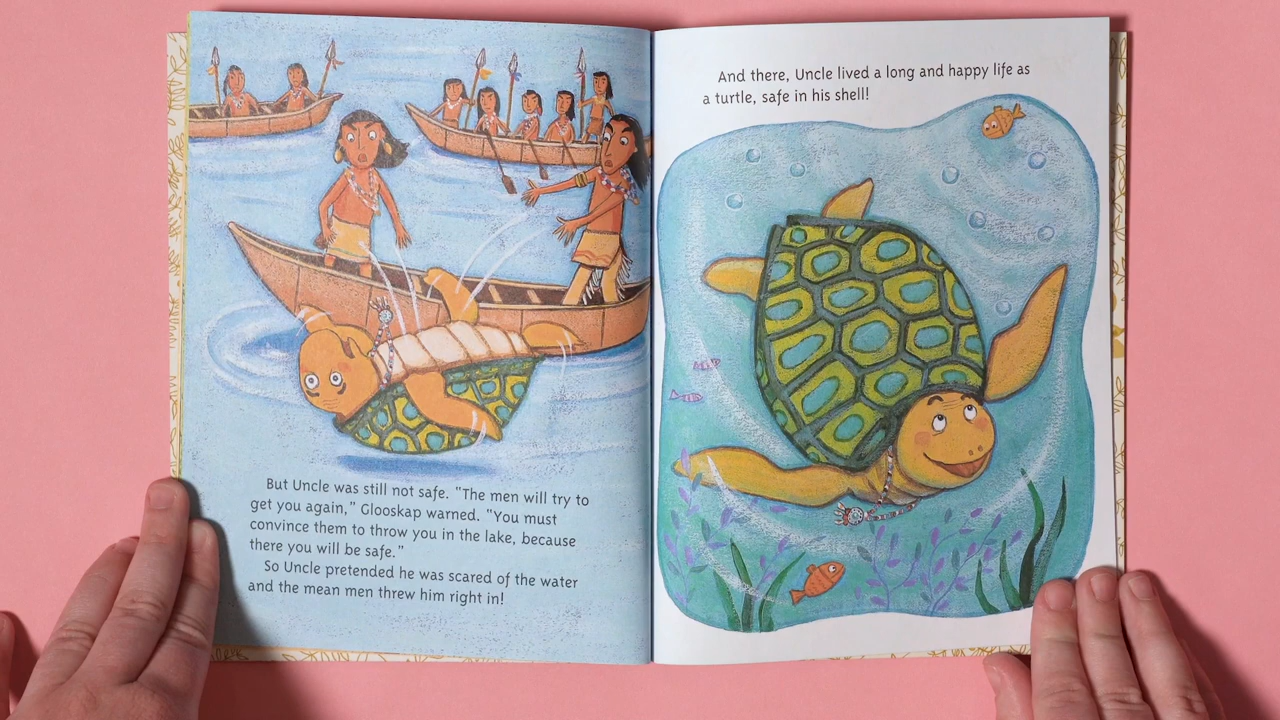 But Uncle was still not safe. "The men will try to
get you again," Glooskap warned. "You must
convince them to throw you in the lake, because
there you will be safe."
So Uncle pretended he was scared of the water
and the mean men threw him right in!
And there, Uncle lived a long and happy life as
a turtle, safe in his shell!